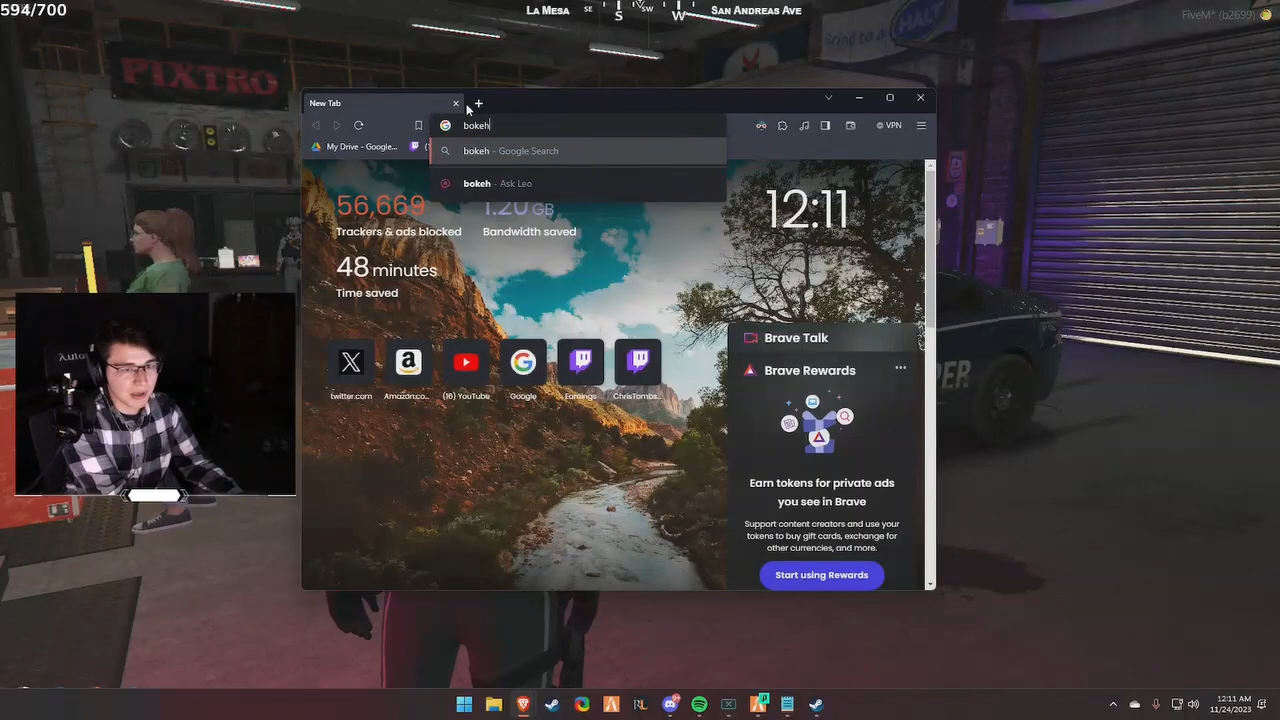 594/700
LA MESA SE S SW W SAN ANDREAS AVE
FiveM* (b2699)
HALT
PIXTRO
New Tab
bokeh
VPN
My Drive - Google...
bokeh - Google Search
bokeh - Ask Leo
56,669
1.20 GB
Trackers & ads blocked
Bandwidth saved
12:11
48 minutes
Time saved
Brave Talk
Brave Rewards
twitter.com
Amazon.co...
(16) YouTube
Google
Earnings
ChrisTombs...
Earn tokens for private ads
you see in Brave
Support content creators and use your
tokens to buy gift cards, exchange for
other currencies, and more.
Start using Rewards
12:11 AM
11/24/2023